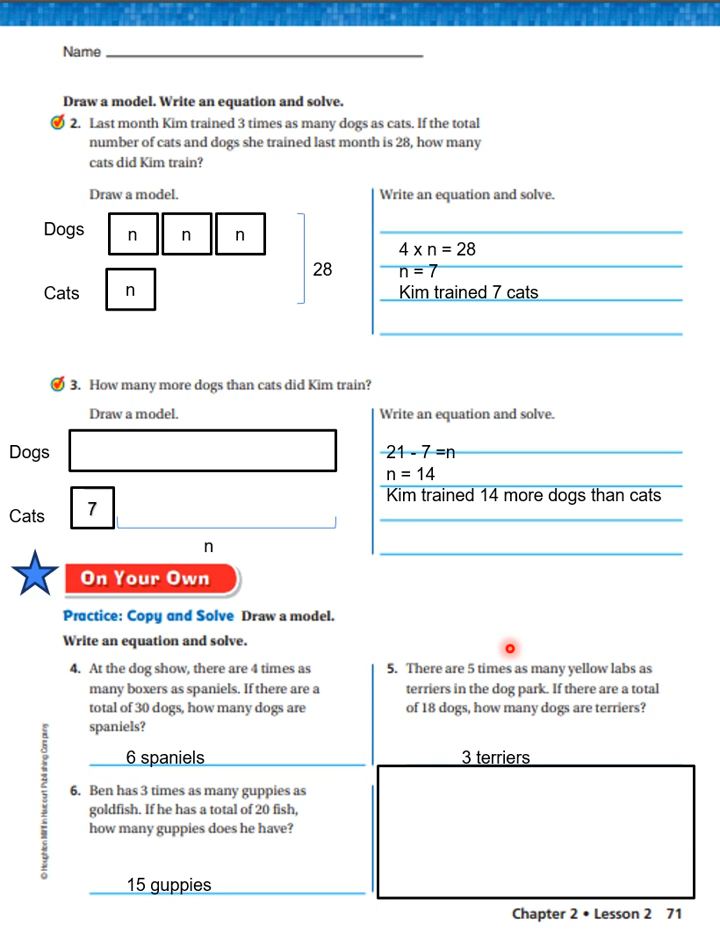 Name
Draw a model. Write an equation and solve.
2. Last month Kim trained 3 times as many dogs as cats. If the total
number of cats and dogs she trained last month is 28, how many
cats did Kim train?
Draw a model.
Dogs
n n n
28
Cats
n
Write an equation and solve.
4 x n = 28
n = 7
Kim trained 7 cats
3. How many more dogs than cats did Kim train?
Draw a model.
Dogs
Cats
7
n
Write an equation and solve.
21 - 7 =n
n = 14
Kim trained 14 more dogs than cats
On Your Own
Practice: Copy and Solve Draw a model.
Write an equation and solve.
4. At the dog show, there are 4 times as
many boxers as spaniels. If there are a
total of 30 dogs, how many dogs are
spaniels?
6 spaniels
5. There are 5 times as many yellow labs as
terriers in the dog park. If there are a total
of 18 dogs, how many dogs are terriers?
3 terriers
6. Ben has 3 times as many guppies as
goldfish. If he has a total of 20 fish,
how many guppies does he have?
15 guppies
© Houghton Mifflin Harcourt Publishing Company
Chapter 2 • Lesson 2 71